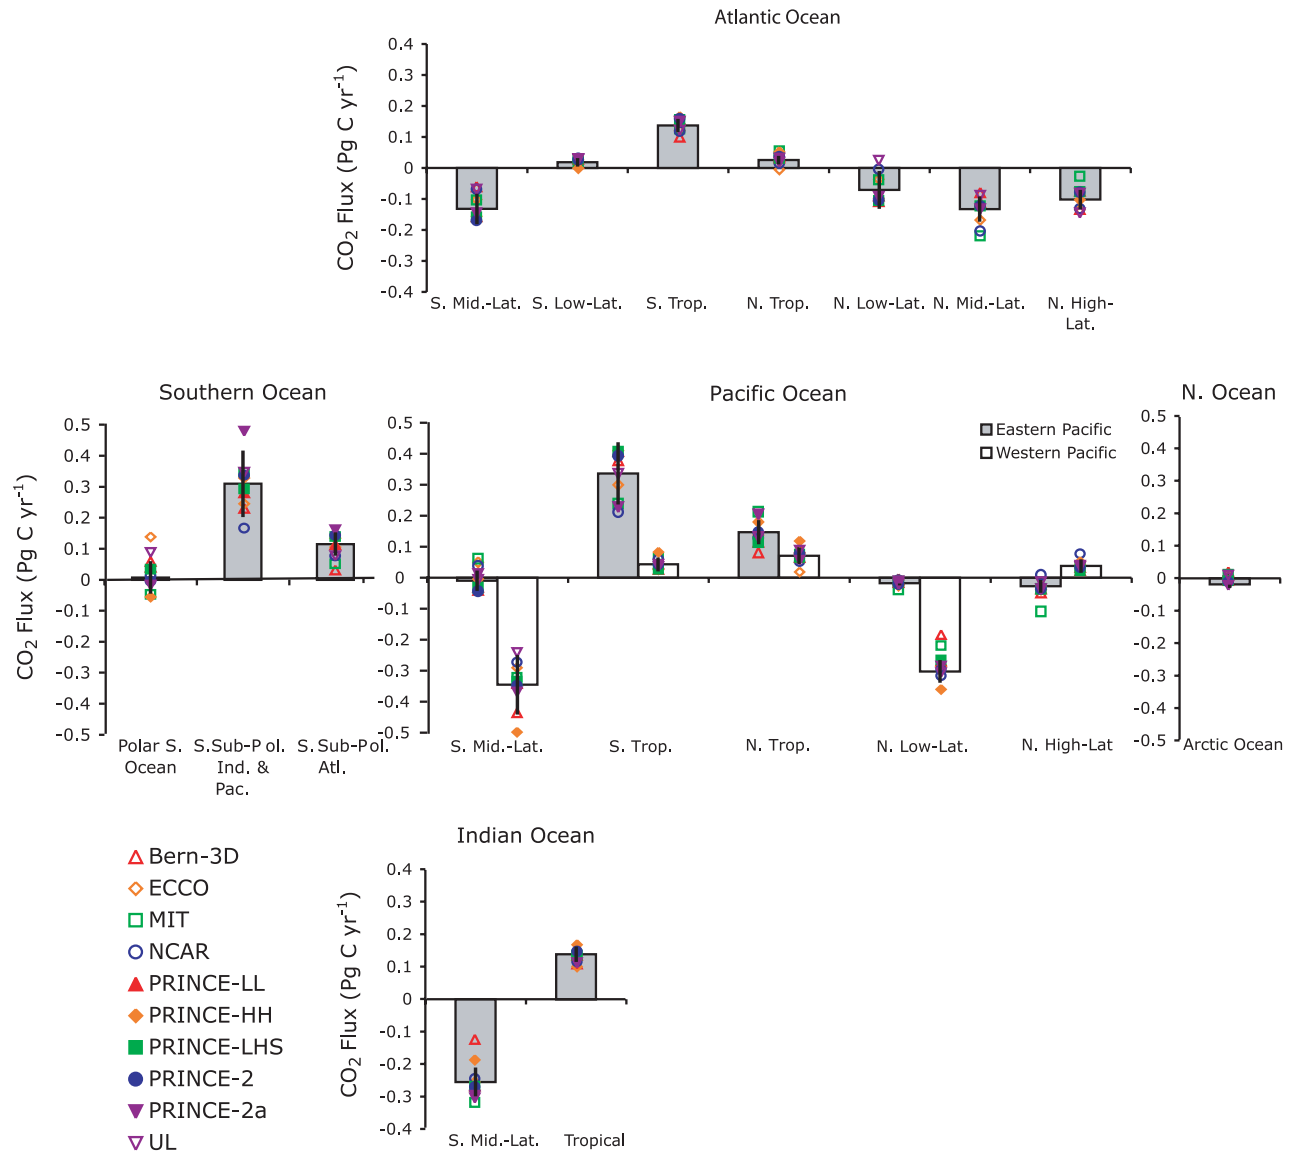 Atlantic Ocean
CO2 Flux (Pg C yr-1)
0.4
0.3
0.2
0.1
0
-0.1
-0.2
-0.3
-0.4
S. Mid.-Lat.
S. Low-Lat.
S. Trop.
N. Trop.
N. Low-Lat.
N. Mid.-Lat.
N. High-
Lat.
Southern Ocean
CO2 Flux (Pg C yr-1)
0.5
0.4
0.3
0.2
0.1
0
-0.1
-0.2
-0.3
-0.4
-0.5
Polar S.
Ocean
S.Sub-Pol.
Ind. &
Pac.
S.Sub-Pol.
Atl.
Pacific Ocean
Eastern Pacific
Western Pacific
0.5
0.4
0.3
0.2
0.1
0
-0.1
-0.2
-0.3
-0.4
-0.5
S. Mid.-Lat.
S. Trop.
N. Trop.
N. Low-Lat.
N. High-Lat
N. Ocean
0.5
0.4
0.3
0.2
0.1
0
-0.1
-0.2
-0.3
-0.4
-0.5
Arctic Ocean
Bern-3D
ECCO
MIT
NCAR
PRINCE-LL
PRINCE-HH
PRINCE-LHS
PRINCE-2
PRINCE-2a
UL
Indian Ocean
CO2 Flux (Pg C yr-1)
0.4
0.3
0.2
0.1
0
-0.1
-0.2
-0.3
-0.4
S. Mid.-Lat.
Tropical